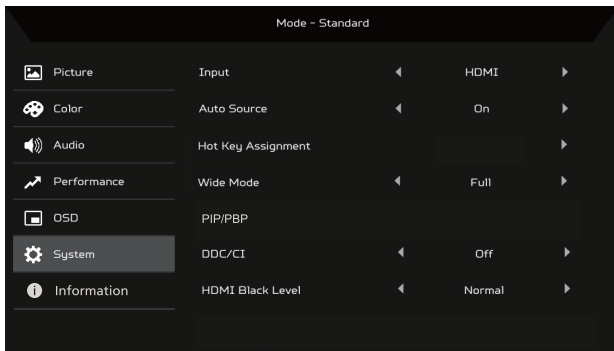 Mode - Standard
Picture
Input HDMI
Color
Auto Source On
Audio
Hot Key Assignment
Performance
Wide Mode Full
OSD
PIP/PBP
System
DDC/CI Off
Information
HDMI Black Level Normal